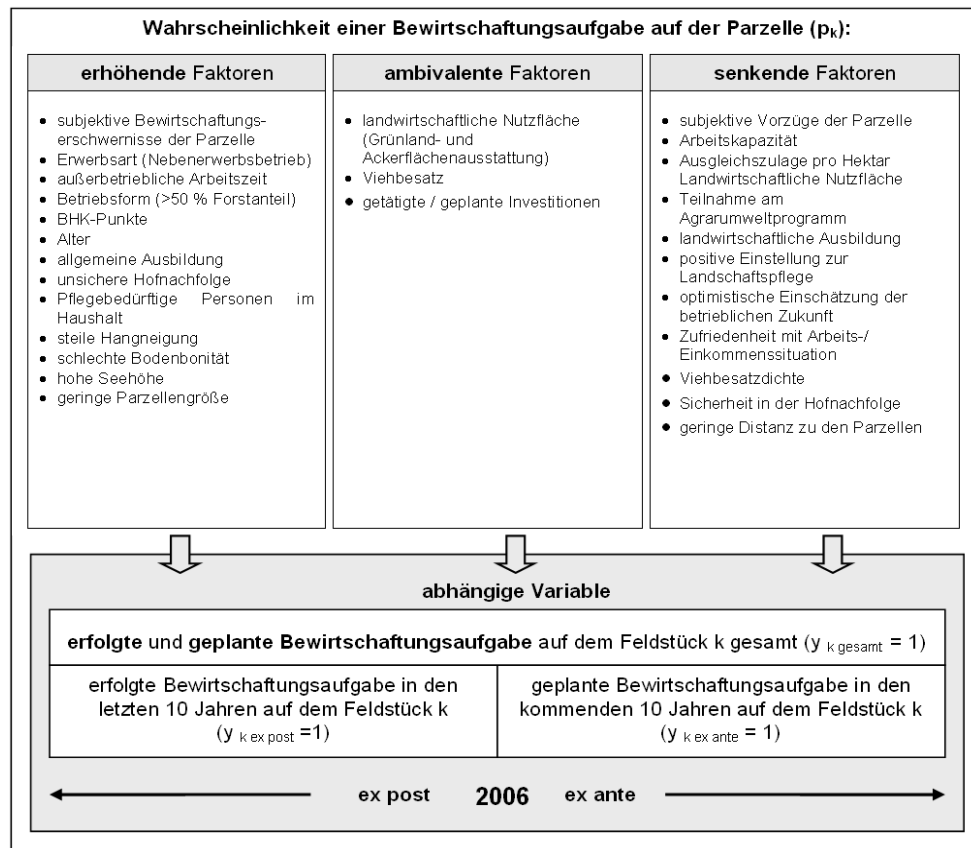 Wahrscheinlichkeit einer Bewirtschaftungsaufgabe auf der Parzelle (pk):
erhöhende Faktoren
• subjektive Bewirtschaftungs-
erschwernisse der Parzelle
• Erwerbsart (Nebenerwerbsbetrieb)
• außerbetriebliche Arbeitszeit
• Betriebsform (>50 % Forstanteil)
• BHK-Punkte
• Alter
• allgemeine Ausbildung
• unsichere Hofnachfolge
• Pflegebedürftige Personen im
Haushalt
• steile Hangneigung
• schlechte Bodenbonität
• hohe Seehöhe
• geringe Parzellengröße
ambivalente Faktoren
• landwirtschaftliche Nutzfläche
(Grünland- und
Ackerflächenausstattung)
• Viehbesatz
• getätigte / geplante Investitionen
senkende Faktoren
• subjektive Vorzüge der Parzelle
• Arbeitskapazität
• Ausgleichszulage pro Hektar
Landwirtschaftliche Nutzfläche
• Teilnahme am
Agrarumweltprogramm
• landwirtschaftliche Ausbildung
• positive Einstellung zur
Landschaftspflege
• optimistische Einschätzung der
betrieblichen Zukunft
• Zufriedenheit mit Arbeits-/
Einkommenssituation
• Viehbesatzdichte
• Sicherheit in der Hofnachfolge
• geringe Distanz zu den Parzellen
abhängige Variable
erfolgte und geplante Bewirtschaftungsaufgabe auf dem Feldstück k gesamt (y k gesamt = 1)
erfolgte Bewirtschaftungsaufgabe in den
letzten 10 Jahren auf dem Feldstück k
(y k ex post =1)
geplante Bewirtschaftungsaufgabe in den
kommenden 10 Jahren auf dem Feldstück k
(y k ex ante = 1)
ex post 2006 ex ante